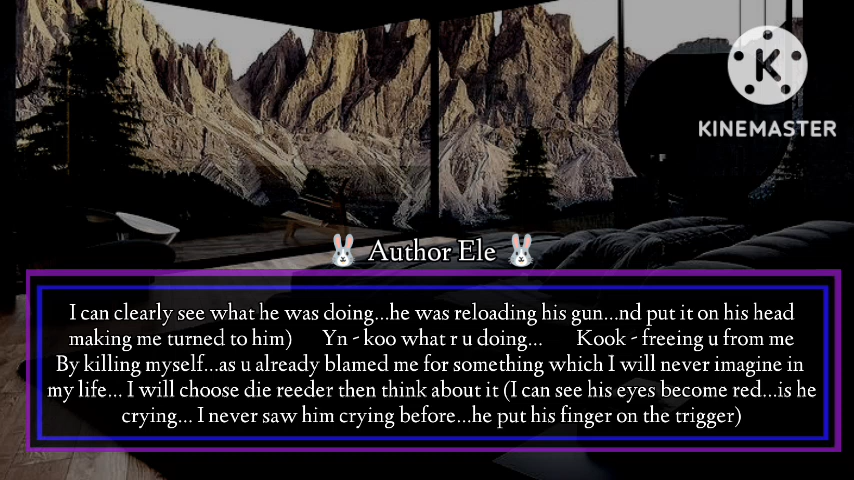 K
KINEMASTER
🐰 Author Ele 🐰
I can clearly see what he was doing...he was reloading his gun...nd put it on his head
making me turned to him) Yn - koo what r u doing... Kook - freeing u from me
By killing myself...as u already blamed me for something which I will never imagine in
my life... I will choose die reeder then think about it (I can see his eyes become red...is he
crying... I never saw him crying before...he put his finger on the trigger)